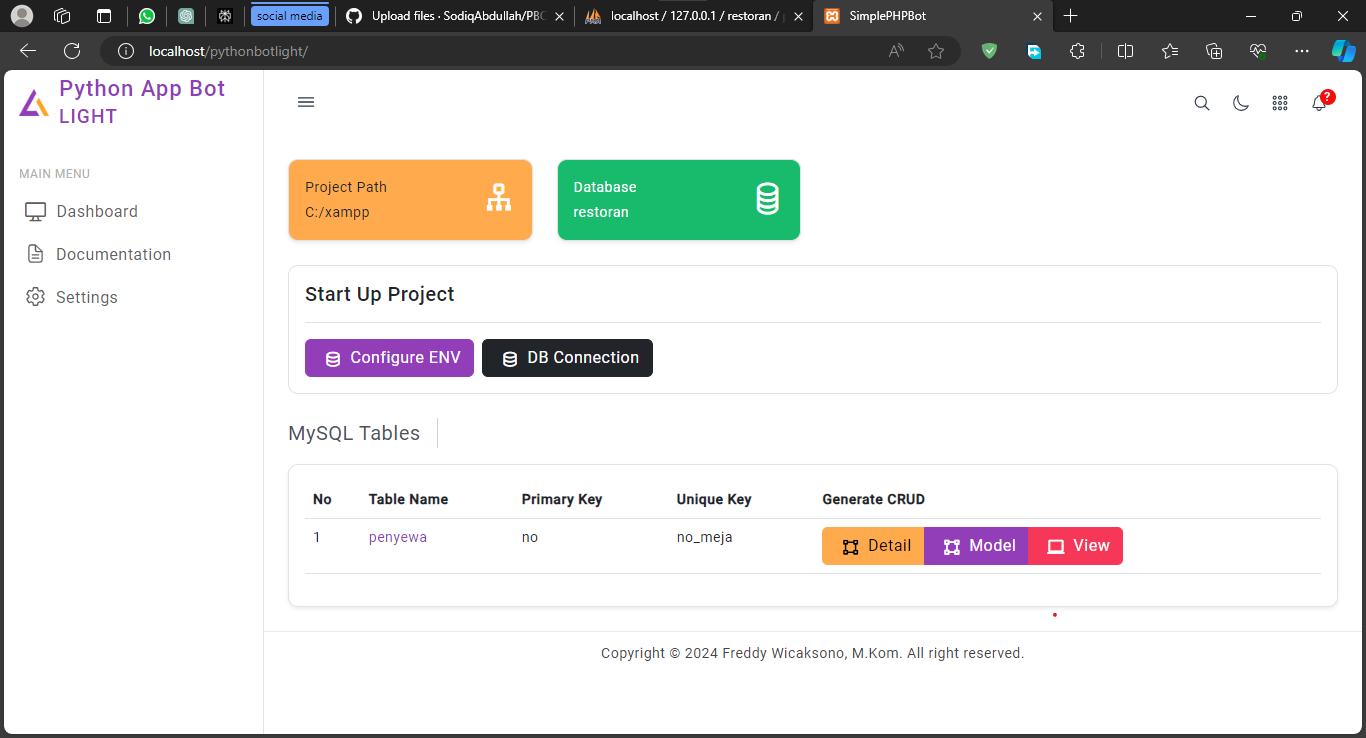 social media
Upload files · SodiqAbdullah/PBO
localhost / 127.0.0.1 / restoran /
SimplePHPBot
localhost/pythonbotlight/
Python App Bot
LIGHT
?
MAIN MENU
Dashboard
Documentation
Settings
Project Path
C:/xampp
Database
restoran
Start Up Project
Configure ENV
DB Connection
MySQL Tables
No Table Name Primary Key Unique Key Generate CRUD
1 penyewa no no_meja Detail Model View
Copyright © 2024 Freddy Wicaksono, M.Kom. All right reserved.